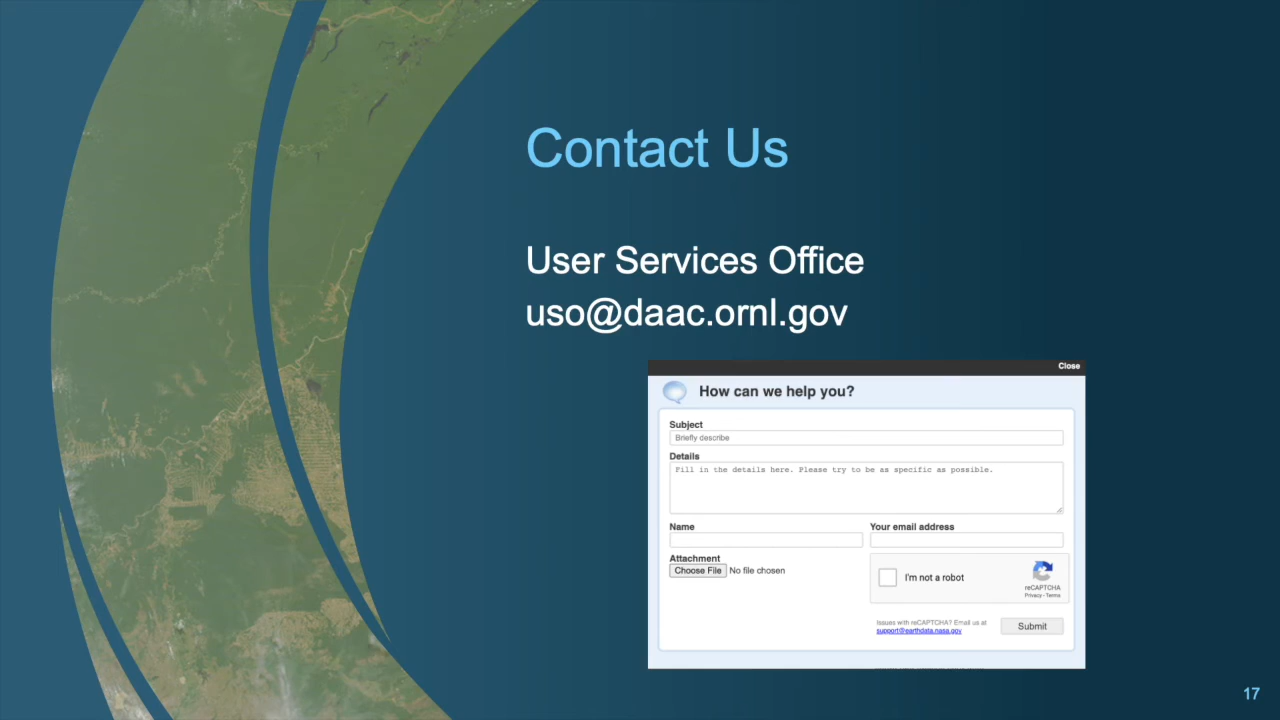 Contact Us
User Services Office
uso@daac.ornl.gov
Close
How can we help you?
Subject
Briefly describe
Details
Fill in the details here. Please try to be as specific as possible.
Name
Your email address
Attachment
Choose File No file chosen
I'm not a robot
reCAPTCHA
Privacy - Terms
Issues with reCAPTCHA? Email us at
support@earthdata.nasa.gov
Submit
17